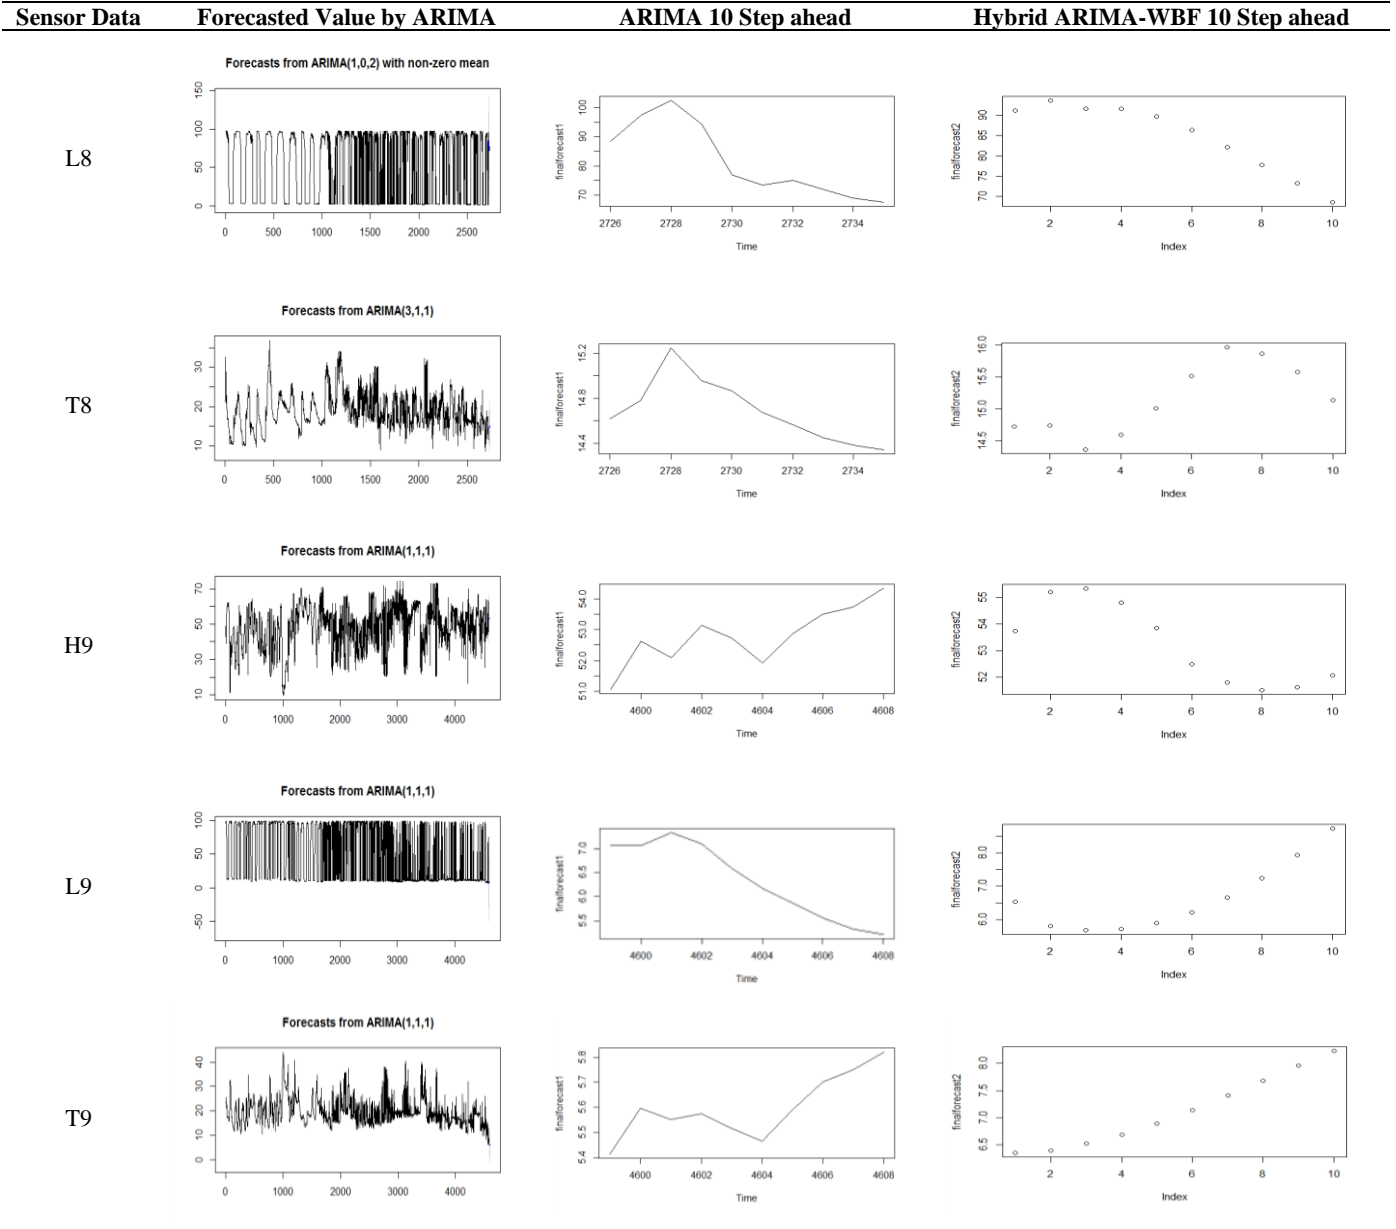 Sensor Data Forecasted Value by ARIMA ARIMA 10 Step ahead Hybrid ARIMA-WBF 10 Step ahead
L8
Forecasts from ARIMA(1,0,2) with non-zero mean
150
100
50
0
0 500 1000 1500 2000 2500
finalforecast1
100
90
80
70
2726 2728 2730 2732 2734
Time
finalforecast2
90
85
80
75
70
2 4 6 8 10
Index
T8
Forecasts from ARIMA(3,1,1)
30
20
10
0 500 1000 1500 2000 2500
finalforecast1
15.2
14.8
14.4
2726 2728 2730 2732 2734
Time
finalforecast2
16.0
15.5
15.0
14.5
2 4 6 8 10
Index
H9
Forecasts from ARIMA(1,1,1)
70
50
30
10
0 1000 2000 3000 4000
finalforecast1
54.0
53.0
52.0
51.0
4600 4602 4604 4606 4608
Time
finalforecast2
55
54
53
52
2 4 6 8 10
Index
L9
Forecasts from ARIMA(1,1,1)
100
50
0
-50
0 1000 2000 3000 4000
finalforecast1
7.0
6.5
6.0
5.5
4600 4602 4604 4606 4608
Time
finalforecast2
8.0
7.0
6.0
2 4 6 8 10
Index
T9
Forecasts from ARIMA(1,1,1)
40
30
20
10
0
0 1000 2000 3000 4000
finalforecast1
5.8
5.7
5.6
5.5
5.4
4600 4602 4604 4606 4608
Time
finalforecast2
8.0
7.5
7.0
6.5
2 4 6 8 10
Index